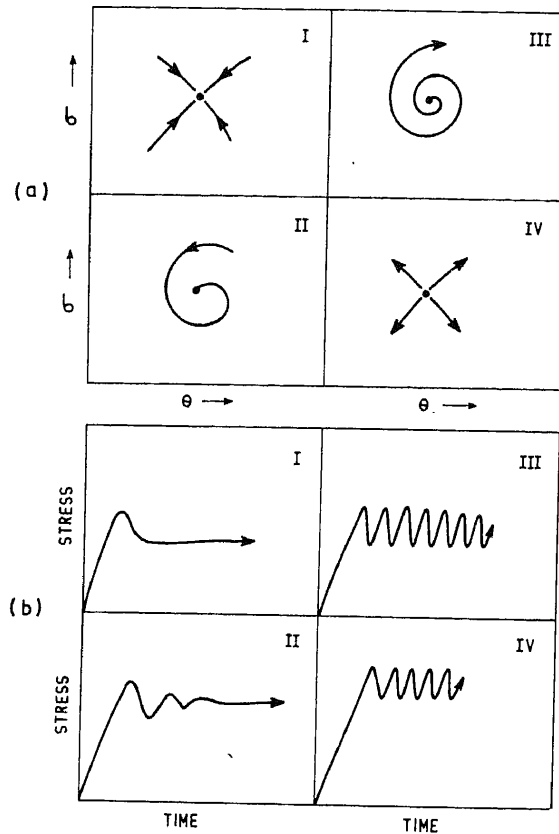 (a)
I
III
σ →
II
IV
σ →
θ →
θ →
(b)
I
III
STRESS
II
IV
STRESS
TIME
TIME